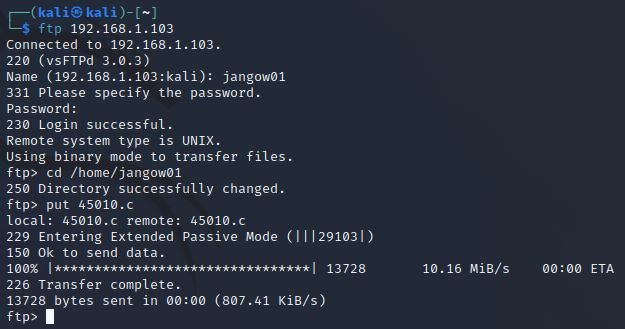 ┌──(kali㉿kali)-[~]
└─$ ftp 192.168.1.103
Connected to 192.168.1.103.
220 (vsFTPd 3.0.3)
Name (192.168.1.103:kali): jangow01
331 Please specify the password.
Password:
230 Login successful.
Remote system type is UNIX.
Using binary mode to transfer files.
ftp> cd /home/jangow01
250 Directory successfully changed.
ftp> put 45010.c
local: 45010.c remote: 45010.c
229 Entering Extended Passive Mode (|||29103|)
150 Ok to send data.
100% |********************************| 13728       10.16 MiB/s    00:00 ETA
226 Transfer complete.
13728 bytes sent in 00:00 (807.41 KiB/s)
ftp>